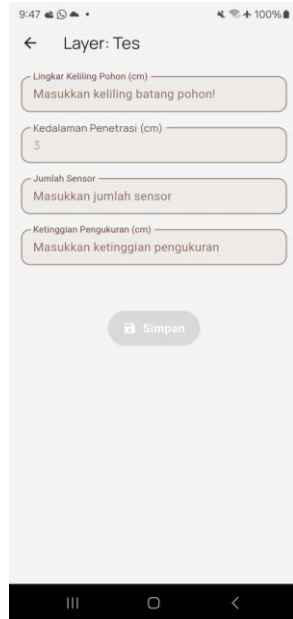 9:47
100%
Layer: Tes
Lingkar Keliling Pohon (cm)
Masukkan keliling batang pohon!
Kedalaman Penetrasi (cm)
3
Jumlah Sensor
Masukkan jumlah sensor
Ketinggian Pengukuran (cm)
Masukkan ketinggian pengukuran
Simpan